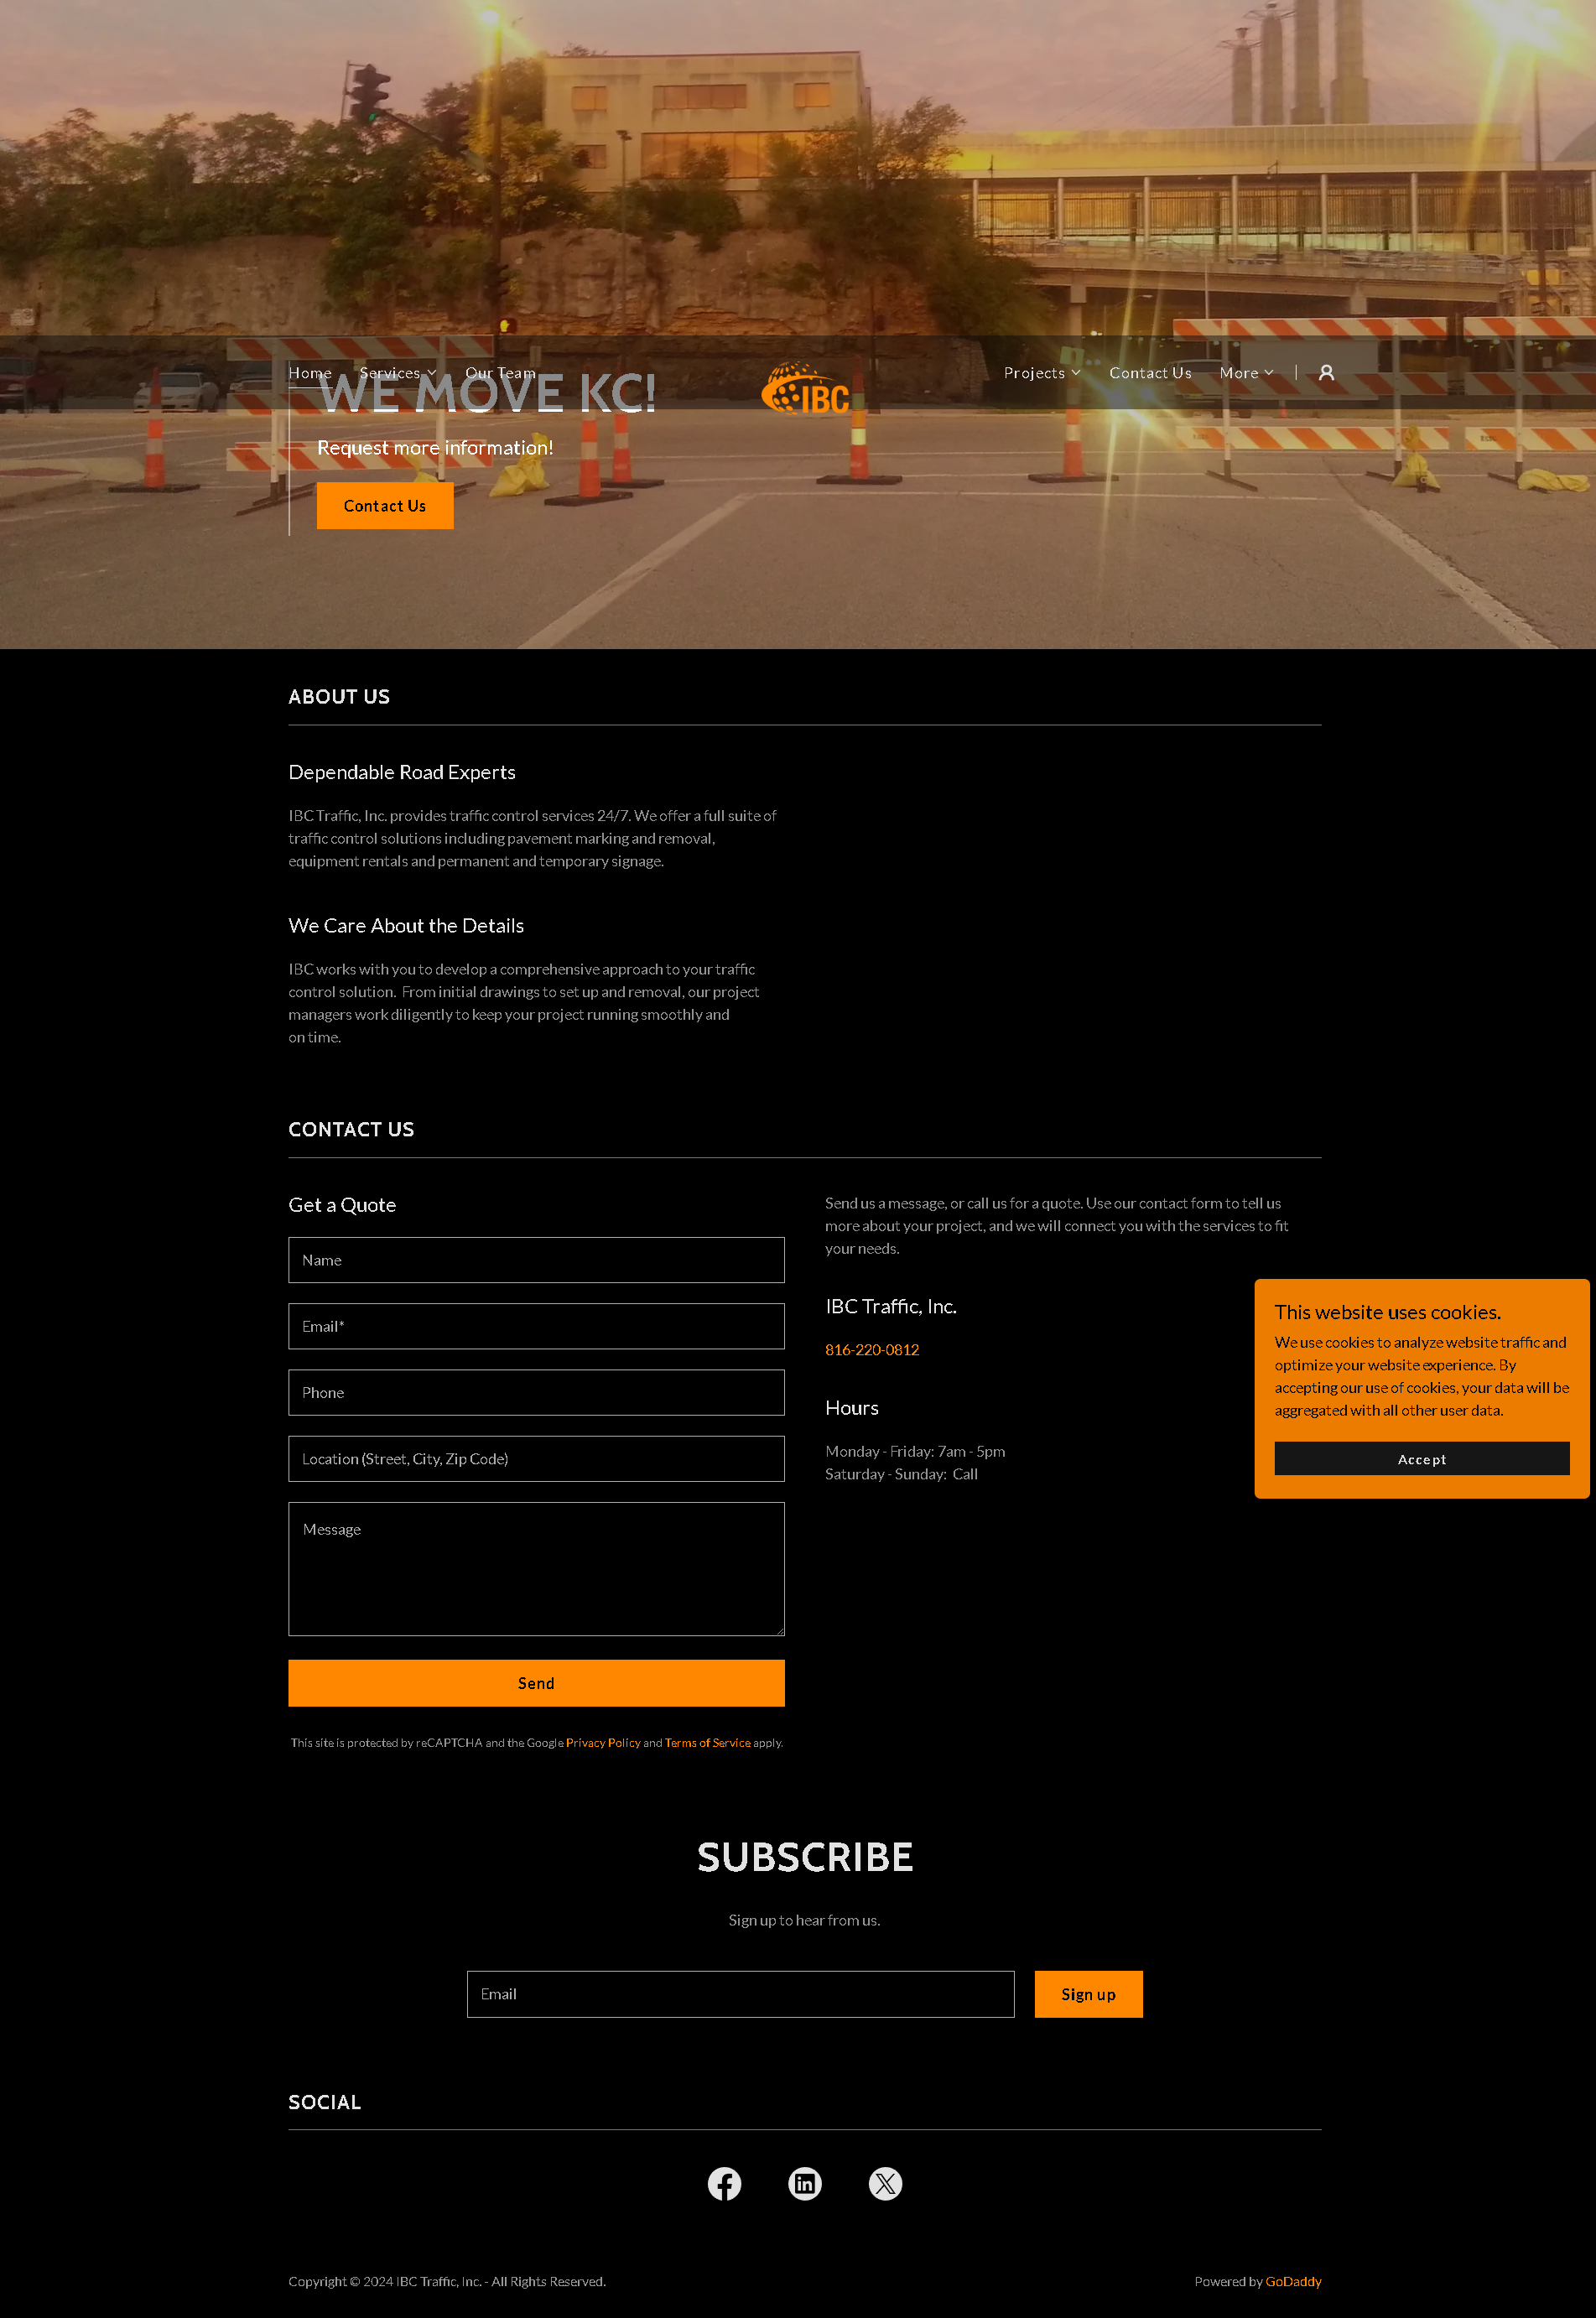 Home Services Our Team IBC Projects Contact Us More
WE MOVE KC!
Request more information!
Contact Us
ABOUT US
Dependable Road Experts
IBC Traffic, Inc. provides traffic control services 24/7. We offer a full suite of
traffic control solutions including pavement marking and removal,
equipment rentals and permanent and temporary signage.
We Care About the Details
IBC works with you to develop a comprehensive approach to your traffic
control solution.  From initial drawings to set up and removal, our project
managers work diligently to keep your project running smoothly and
on time.
CONTACT US
Get a Quote
Name
Email*
Phone
Location (Street, City, Zip Code)
Message
Send
This site is protected by reCAPTCHA and the Google Privacy Policy and Terms of Service apply.
Send us a message, or call us for a quote. Use our contact form to tell us
more about your project, and we will connect you with the services to fit
your needs.
IBC Traffic, Inc.
816-220-0812
Hours
Monday - Friday: 7am - 5pm
Saturday - Sunday:  Call
This website uses cookies.
We use cookies to analyze website traffic and
optimize your website experience. By
accepting our use of cookies, your data will be
aggregated with all other user data.
Accept
SUBSCRIBE
Sign up to hear from us.
Email
Sign up
SOCIAL
Copyright © 2024 IBC Traffic, Inc. - All Rights Reserved.
Powered by GoDaddy